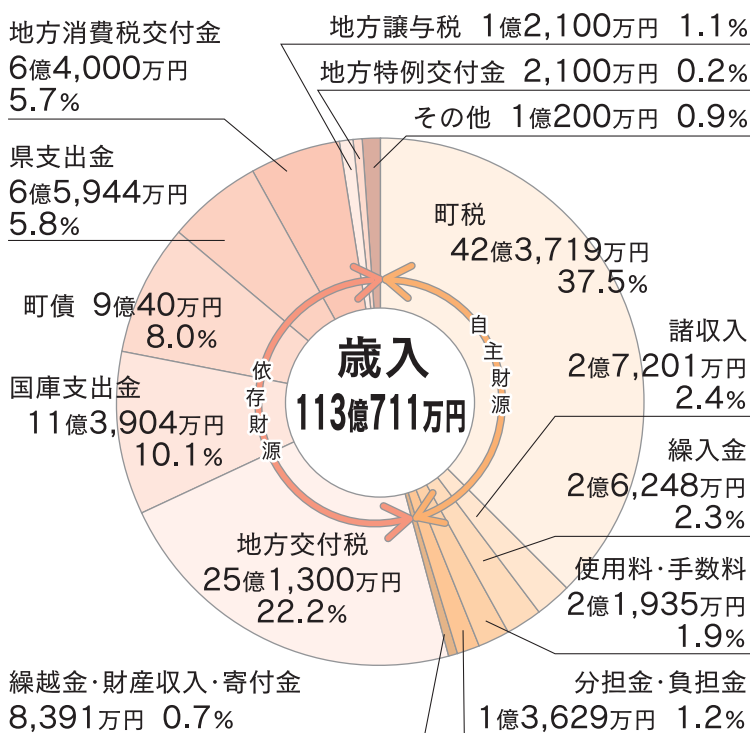 地方消費税交付金
6億4,000万円
5.7%
地方譲与税 1億2,100万円 1.1%
地方特例交付金 2,100万円 0.2%
その他 1億200万円 0.9%
県支出金
6億5,944万円
5.8%
町税
42億3,719万円
37.5%
町債 9億40万円
8.0%
諸収入
2億7,201万円
2.4%
自主財源
依存財源
歳入
113億711万円
国庫支出金
11億3,904万円
10.1%
繰入金
2億6,248万円
2.3%
地方交付税
25億1,300万円
22.2%
使用料・手数料
2億1,935万円
1.9%
繰越金・財産収入・寄付金
8,391万円 0.7%
分担金・負担金
1億3,629万円 1.2%